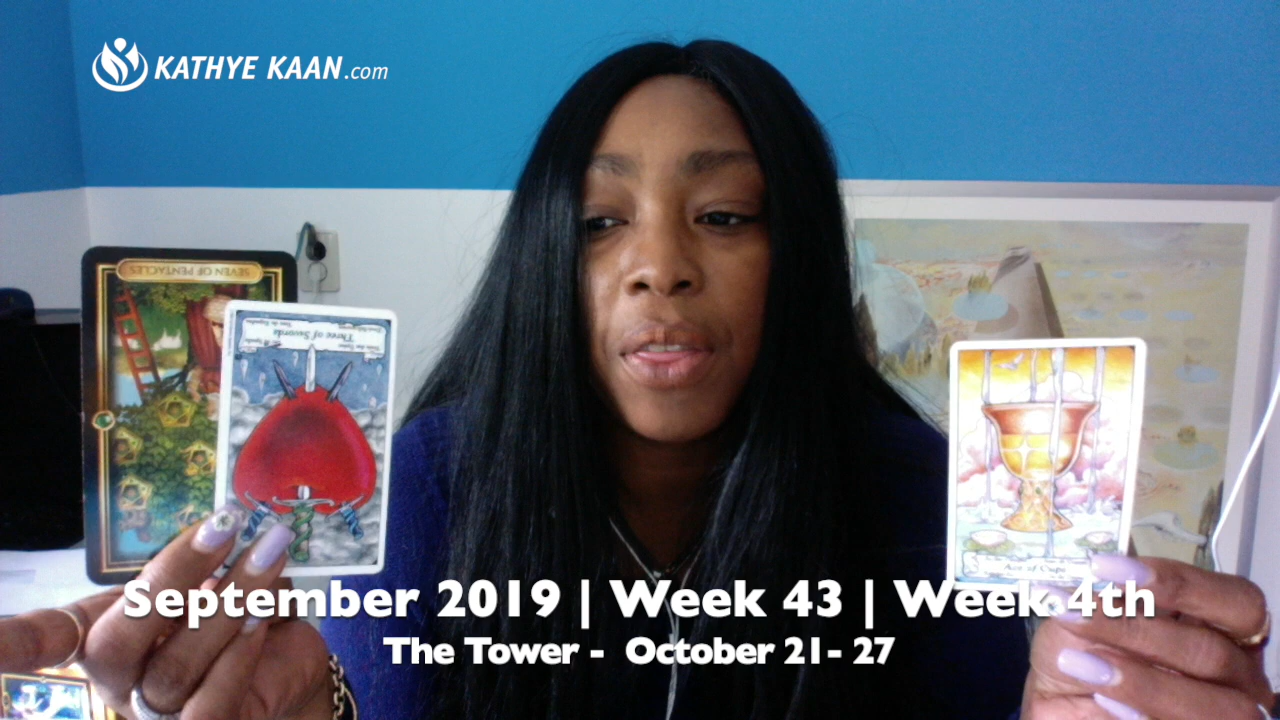 KATHYE KAAN.com
SEVEN OF PENTACLES
Three of Swords
Ace of Cups
September 2019 | Week 43 | Week 4th
The Tower - October 21- 27